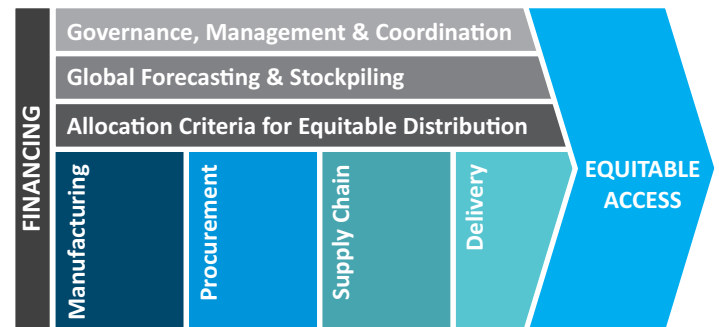 FINANCING
Governance, Management & Coordination
Global Forecasting & Stockpiling
Allocation Criteria for Equitable Distribution
Manufacturing
Procurement
Supply Chain
Delivery
EQUITABLE
ACCESS